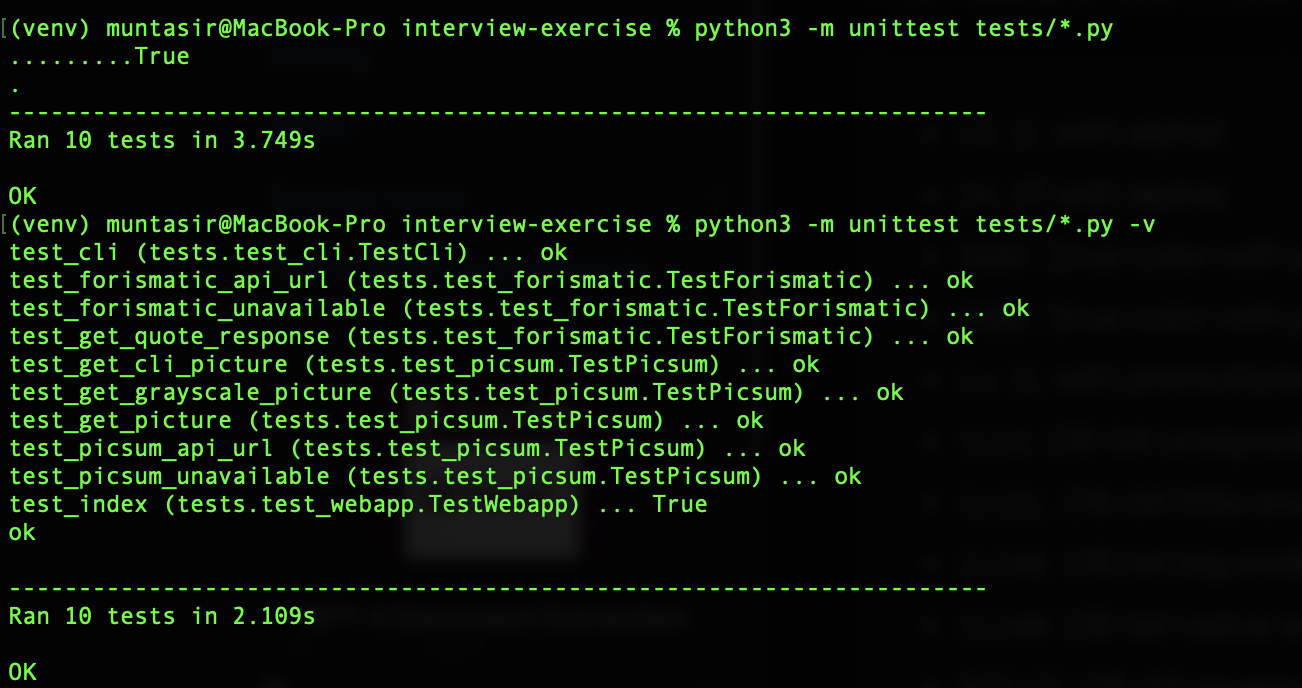 [(venv) muntasir@MacBook-Pro interview-exercise % python3 -m unittest tests/*.py
.........True
.
----------------------------------------------------------------------
Ran 10 tests in 3.749s
OK
[(venv) muntasir@MacBook-Pro interview-exercise % python3 -m unittest tests/*.py -v
test_cli (tests.test_cli.TestCli) ... ok
test_forismatic_api_url (tests.test_forismatic.TestForismatic) ... ok
test_forismatic_unavailable (tests.test_forismatic.TestForismatic) ... ok
test_get_quote_response (tests.test_forismatic.TestForismatic) ... ok
test_get_cli_picture (tests.test_picsum.TestPicsum) ... ok
test_get_grayscale_picture (tests.test_picsum.TestPicsum) ... ok
test_get_picture (tests.test_picsum.TestPicsum) ... ok
test_picsum_api_url (tests.test_picsum.TestPicsum) ... ok
test_picsum_unavailable (tests.test_picsum.TestPicsum) ... ok
test_index (tests.test_webapp.TestWebapp) ... True
ok
----------------------------------------------------------------------
Ran 10 tests in 2.109s
OK